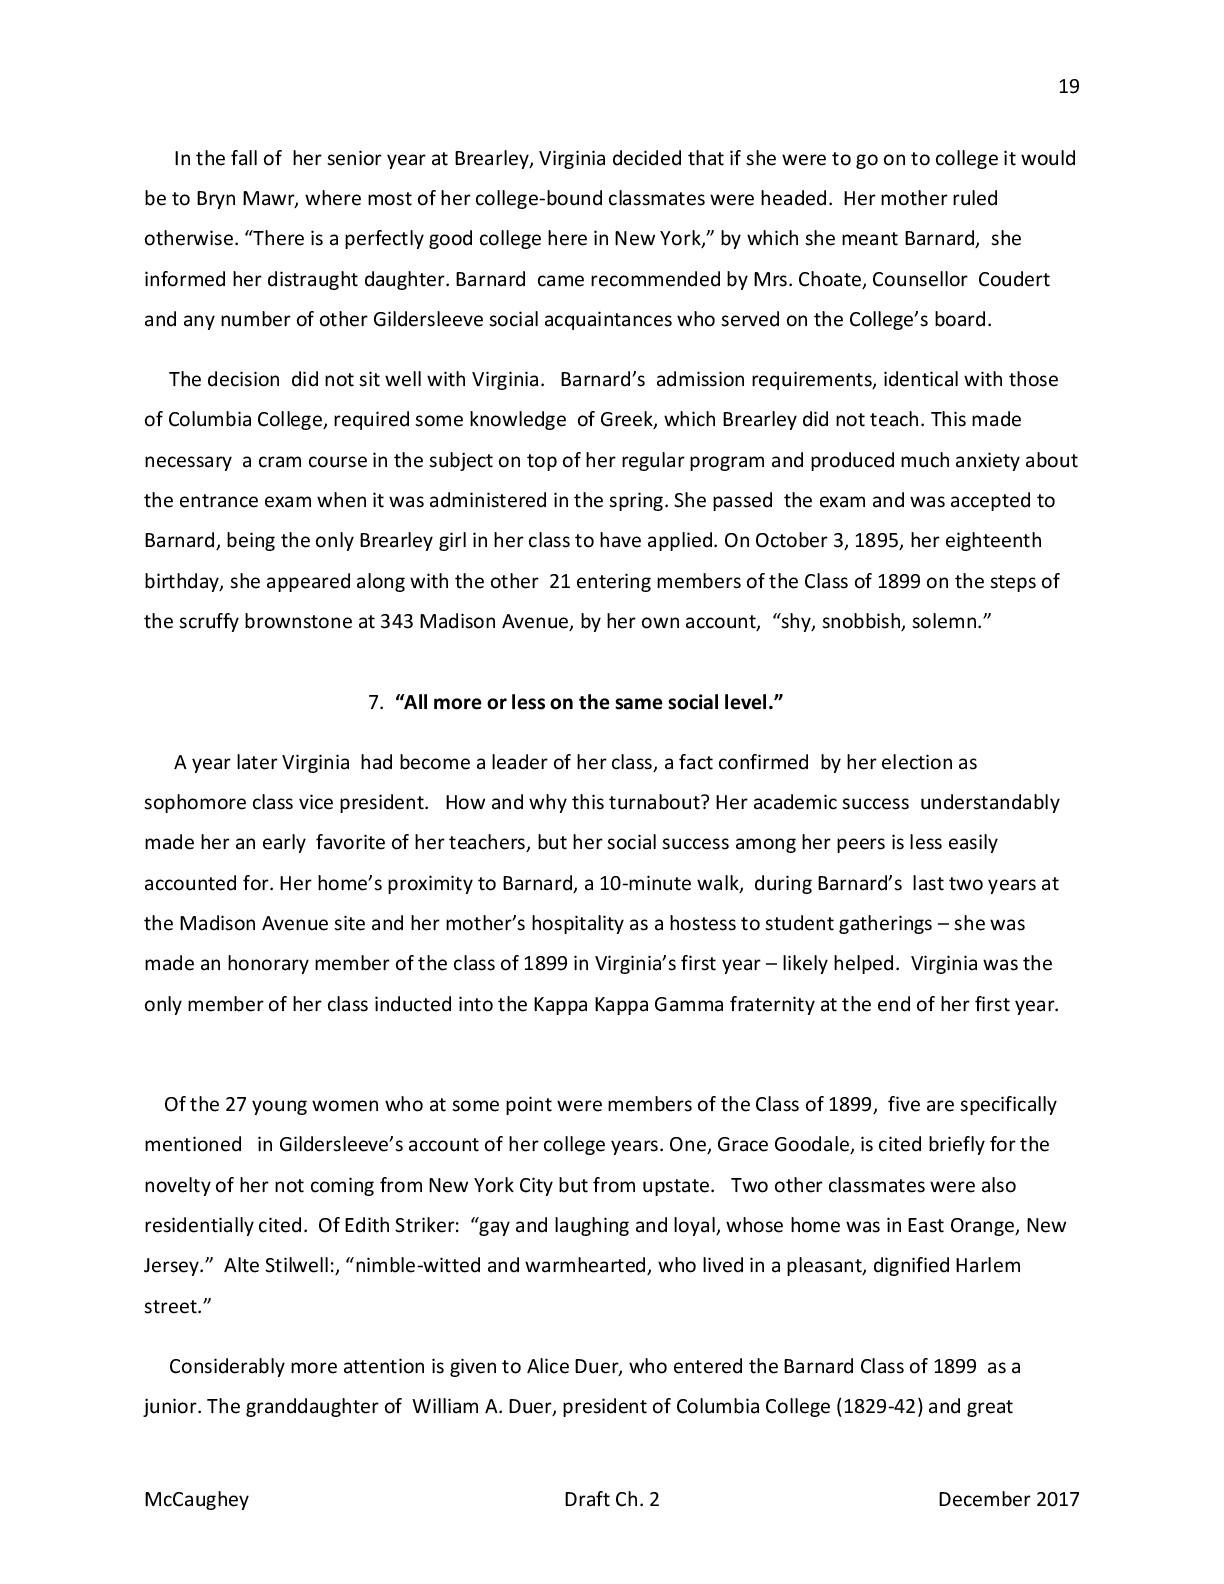 19
In the fall of her senior year at Brearley, Virginia decided that if she were to go on to college it would
be to Bryn Mawr, where most of her college-bound classmates were headed. Her mother ruled
otherwise. “There is a perfectly good college here in New York,” by which she meant Barnard, she
informed her distraught daughter. Barnard came recommended by Mrs. Choate, Counsellor Coudert
and any number of other Gildersleeve social acquaintances who served on the College’s board.
The decision did not sit well with Virginia. Barnard’s admission requirements, identical with those
of Columbia College, required some knowledge of Greek, which Brearley did not teach. This made
necessary a cram course in the subject on top of her regular program and produced much anxiety about
the entrance exam when it was administered in the spring. She passed the exam and was accepted to
Barnard, being the only Brearley girl in her class to have applied. On October 3, 1895, her eighteenth
birthday, she appeared along with the other 21 entering members of the Class of 1899 on the steps of
the scruffy brownstone at 343 Madison Avenue, by her own account, “shy, snobbish, solemn.”
7. “All more or less on the same social level.”
A year later Virginia had become a leader of her class, a fact confirmed by her election as
sophomore class vice president. How and why this turnabout? Her academic success understandably
made her an early favorite of her teachers, but her social success among her peers is less easily
accounted for. Her home’s proximity to Barnard, a 10-minute walk, during Barnard’s last two years at
the Madison Avenue site and her mother’s hospitality as a hostess to student gatherings – she was
made an honorary member of the class of 1899 in Virginia’s first year – likely helped. Virginia was the
only member of her class inducted into the Kappa Kappa Gamma fraternity at the end of her first year.
Of the 27 young women who at some point were members of the Class of 1899, five are specifically
mentioned in Gildersleeve’s account of her college years. One, Grace Goodale, is cited briefly for the
novelty of her not coming from New York City but from upstate. Two other classmates were also
residentially cited. Of Edith Striker: “gay and laughing and loyal, whose home was in East Orange, New
Jersey.” Alte Stilwell:, “nimble-witted and warmhearted, who lived in a pleasant, dignified Harlem
street.”
Considerably more attention is given to Alice Duer, who entered the Barnard Class of 1899 as a
junior. The granddaughter of William A. Duer, president of Columbia College (1829-42) and great
McCaughey Draft Ch. 2 December 2017